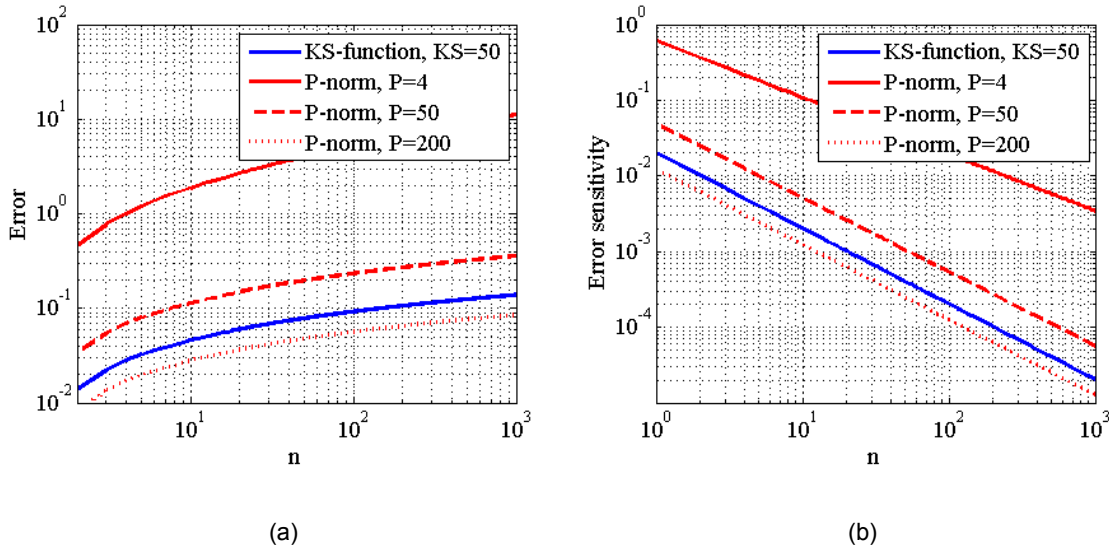 10^2
10^1
10^0
10^-1
10^-2
Error
10^1
10^2
10^3
n
KS-function, KS=50
P-norm, P=4
P-norm, P=50
P-norm, P=200
(a)
10^0
10^-1
10^-2
10^-3
10^-4
Error sensitivity
10^0
10^1
10^2
10^3
n
KS-function, KS=50
P-norm, P=4
P-norm, P=50
P-norm, P=200
(b)